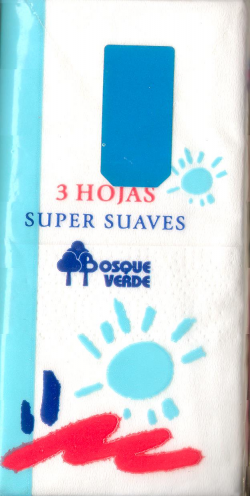 3 HOJAS
SUPER SUAVES
BOSQUE
VERDE